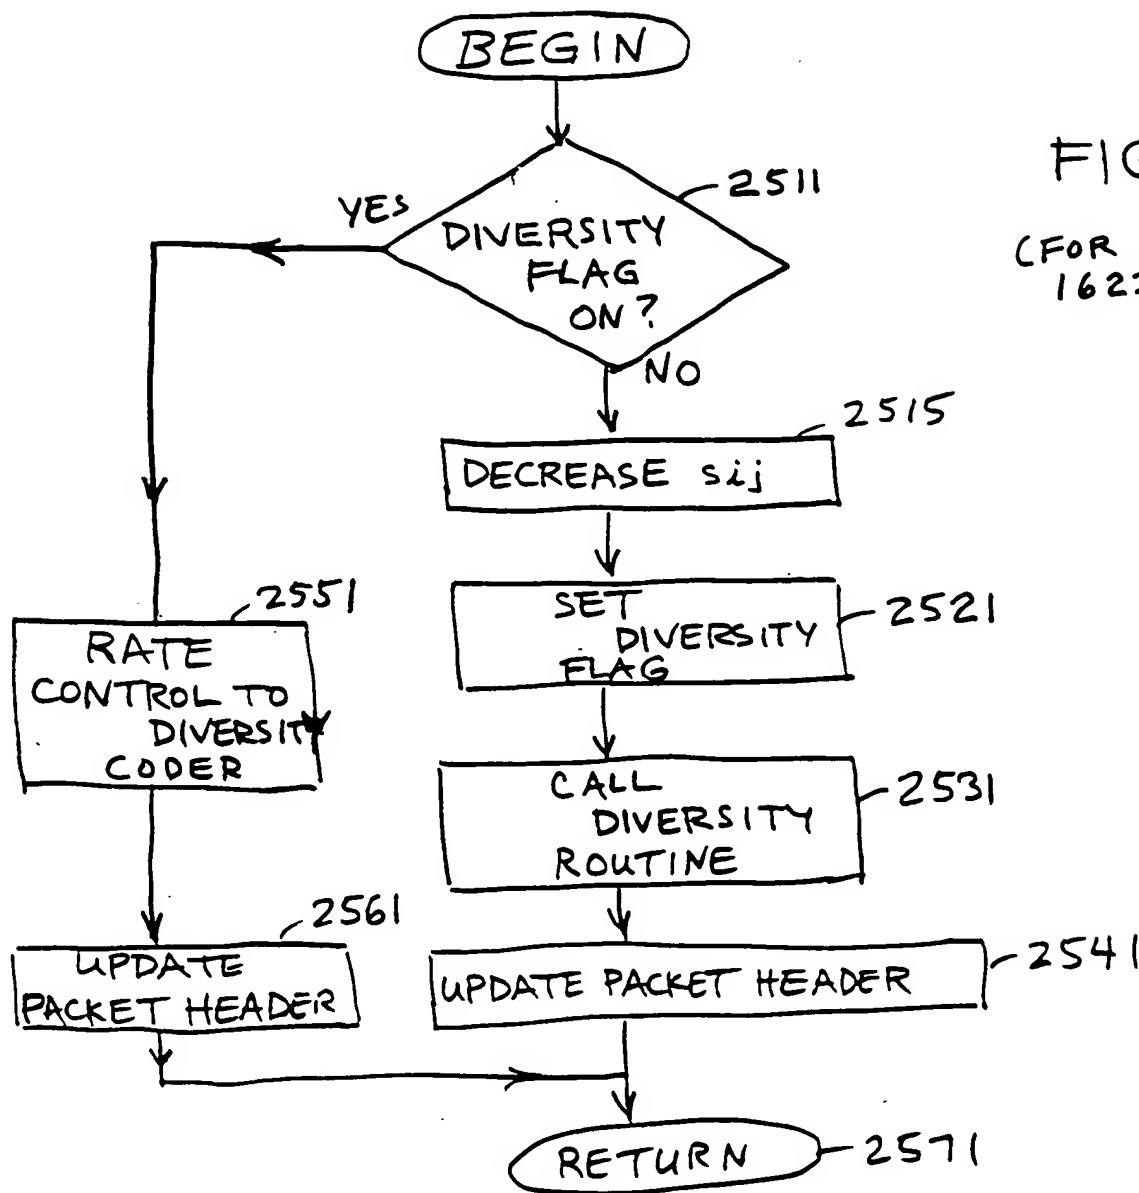 BEGIN
FIG
2511
YES
DIVERSITY
FLAG
ON?
(FOR
NO
2515
DECREASE sij
2551
SET
DIVERSITY
FLAG
2521
RATE
CONTROL TO
DIVERSITY
CODER
CALL
DIVERSITY
ROUTINE
2531
2561
UPDATE
PACKET HEADER
UPDATE PACKET HEADER
2541
RETURN
2571